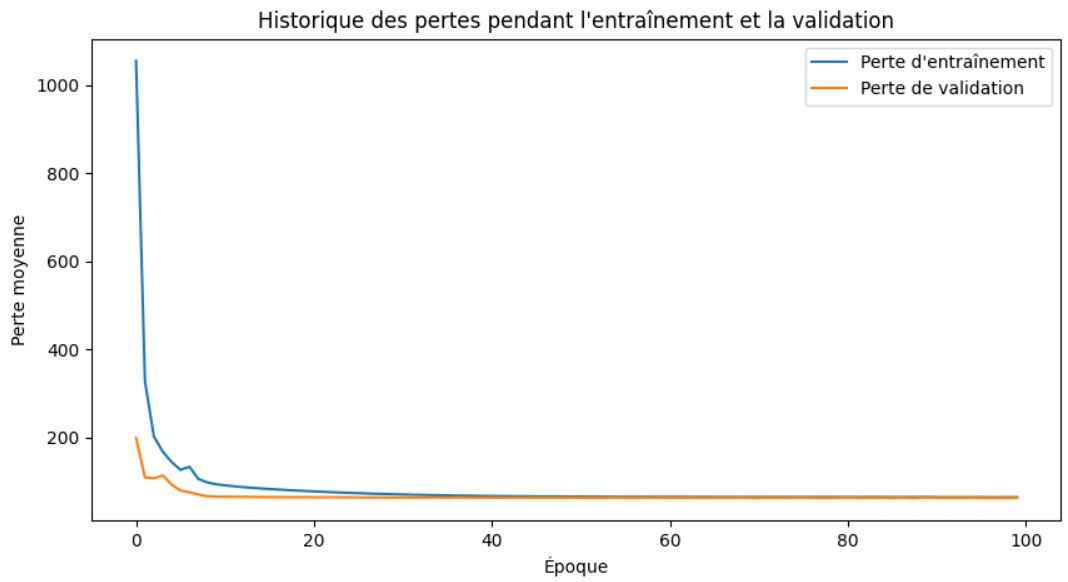 Historique des pertes pendant l'entraînement et la validation
Perte d'entraînement
Perte de validation
1000
800
600
400
200
Perte moyenne
0
20
40
60
80
100
Époque